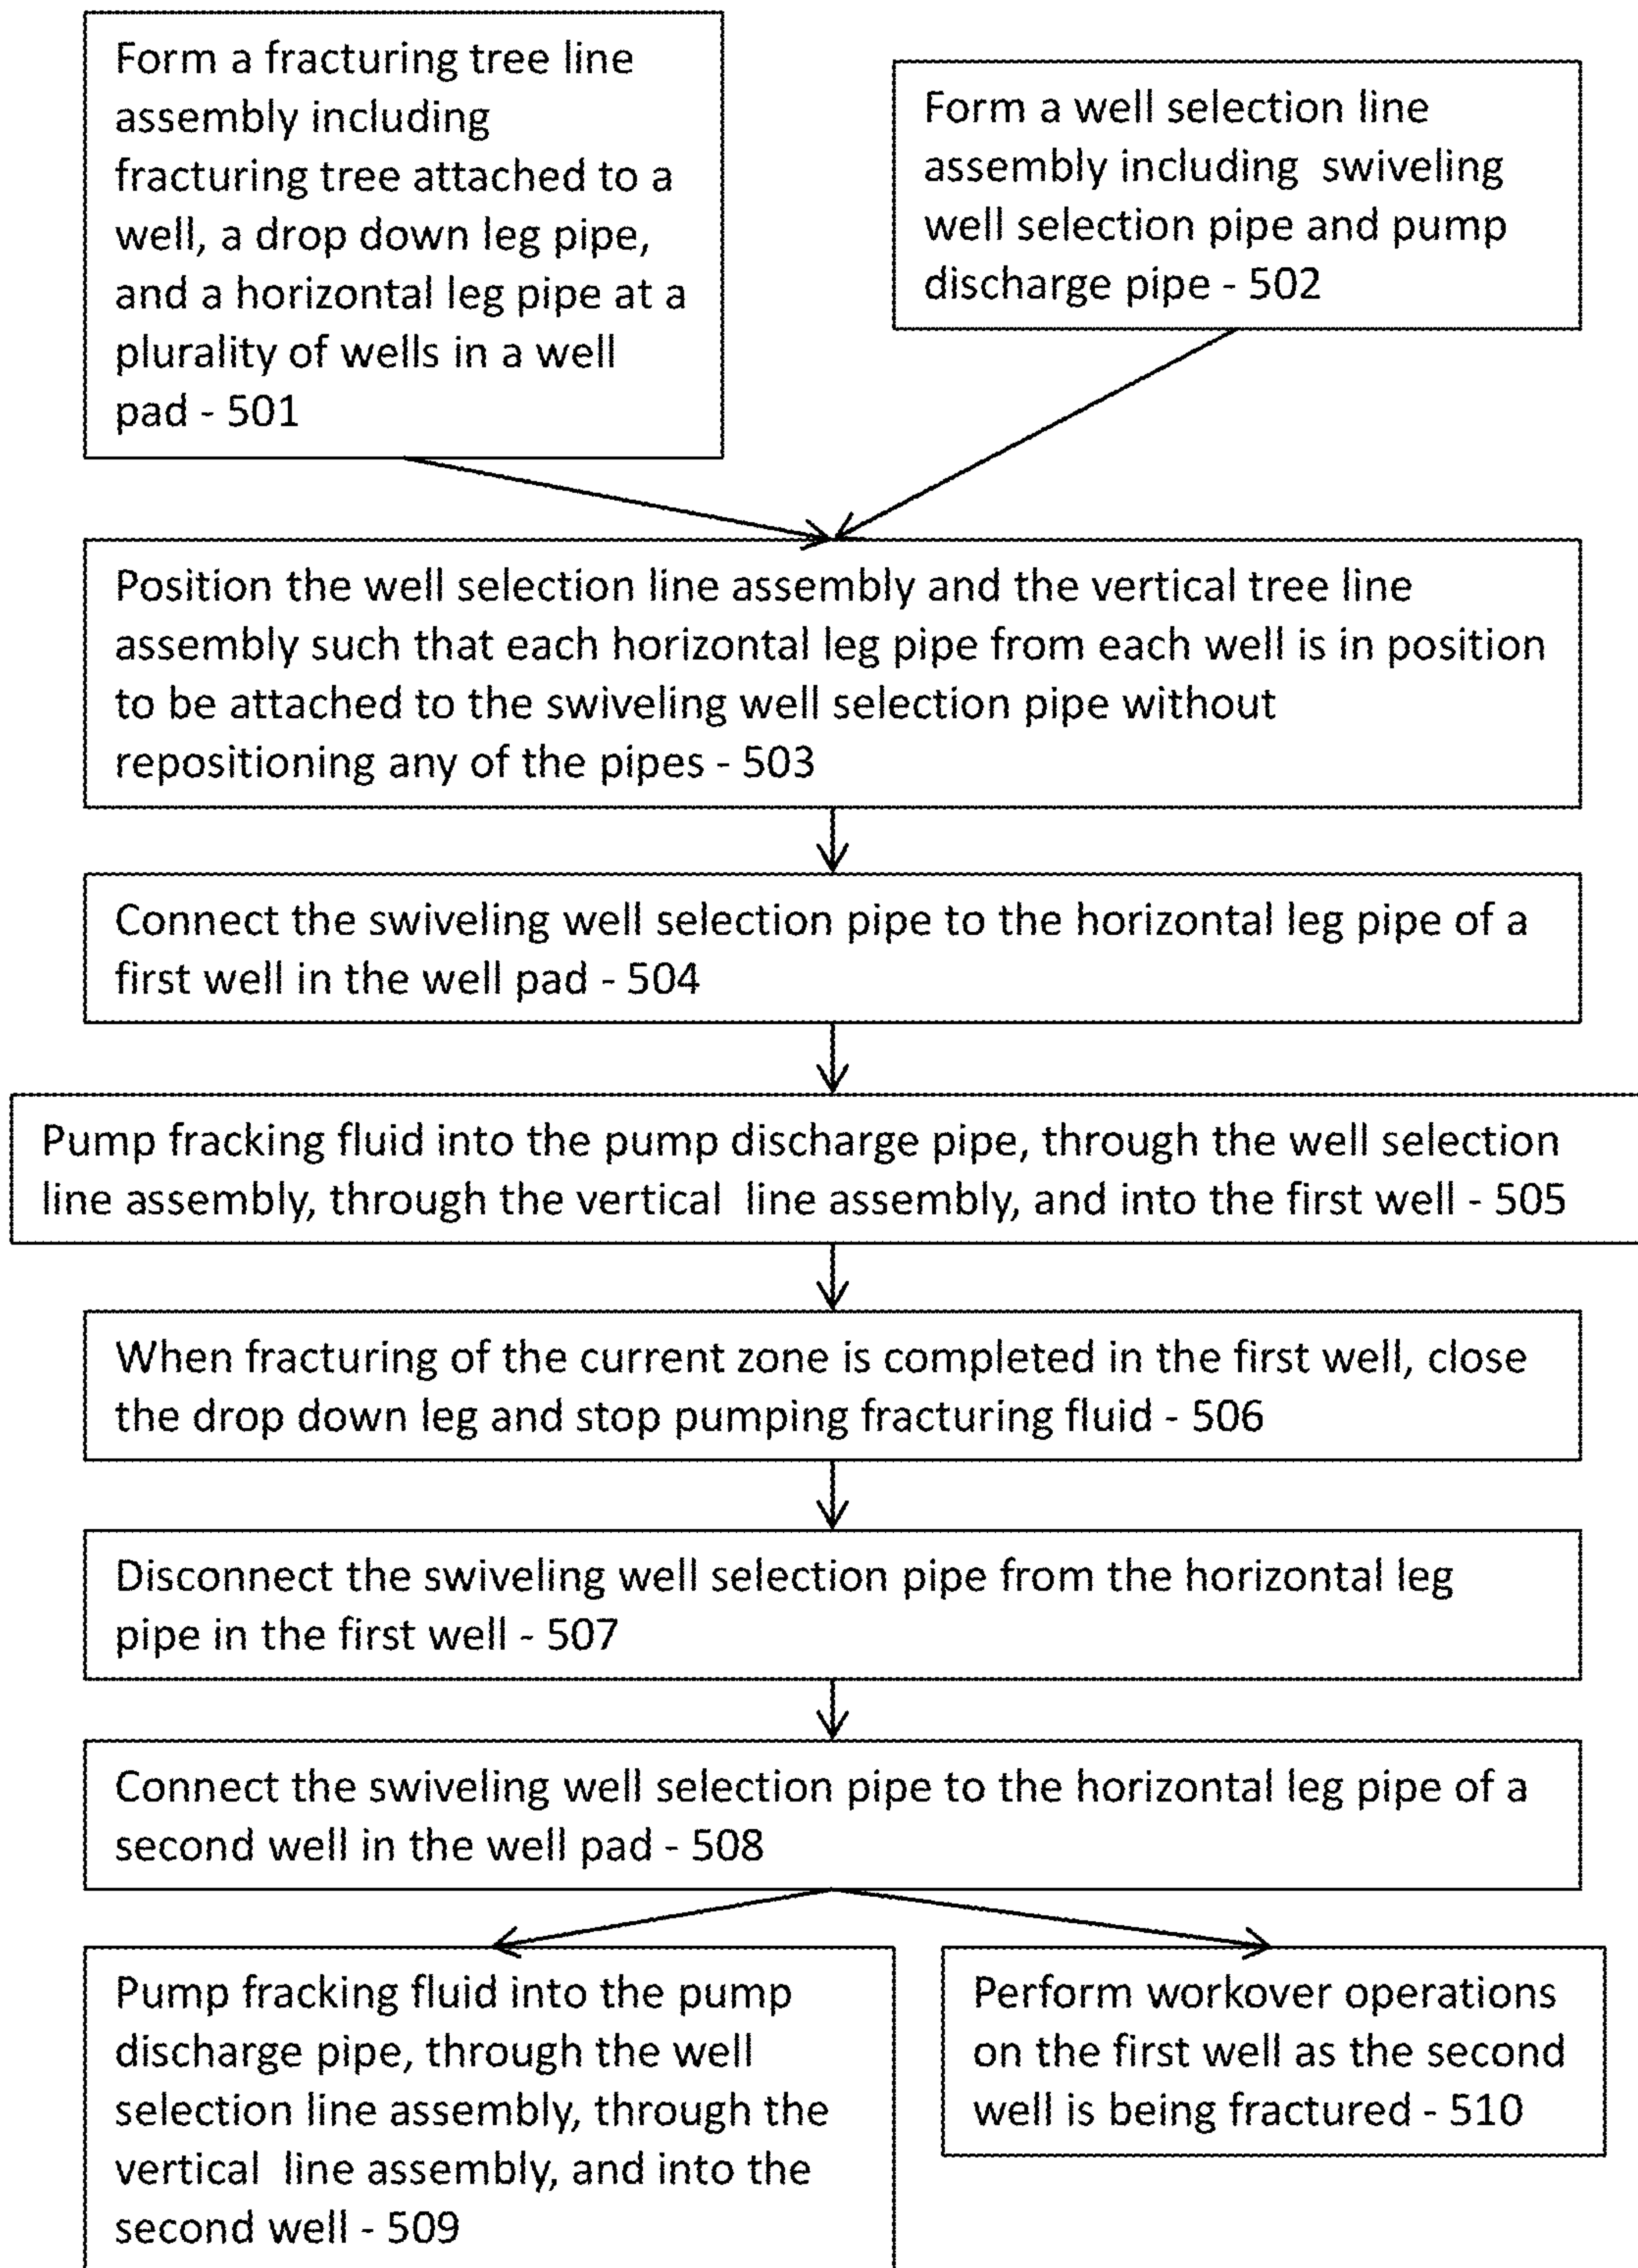 Form a fracturing tree line
assembly including
fracturing tree attached to a
well, a drop down leg pipe,
and a horizontal leg pipe at a
plurality of wells in a well
pad - 501
Form a well selection line
assembly including  swiveling
well selection pipe and pump
discharge pipe - 502
Position the well selection line assembly and the vertical tree line
assembly such that each horizontal leg pipe from each well is in position
to be attached to the swiveling well selection pipe without
repositioning any of the pipes - 503
Connect the swiveling well selection pipe to the horizontal leg pipe of a
first well in the well pad - 504
Pump fracking fluid into the pump discharge pipe, through the well selection
line assembly, through the vertical  line assembly, and into the first well - 505
When fracturing of the current zone is completed in the first well, close
the drop down leg and stop pumping fracturing fluid - 506
Disconnect the swiveling well selection pipe from the horizontal leg
pipe in the first well - 507
Connect the swiveling well selection pipe to the horizontal leg pipe of a
second well in the well pad - 508
Pump fracking fluid into the pump
discharge pipe, through the well
selection line assembly, through the
vertical  line assembly, and into the
second well - 509
Perform workover operations
on the first well as the second
well is being fractured - 510